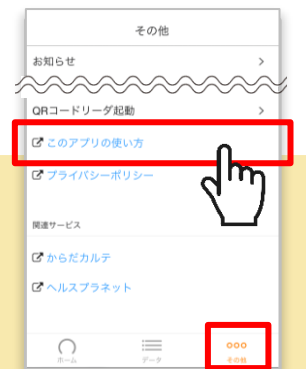 その他
お知らせ
QRコードリーダ起動
このアプリの使い方
プライバシーポリシー
関連サービス
からだカルテ
ヘルスプラネット
ホーム データ その他